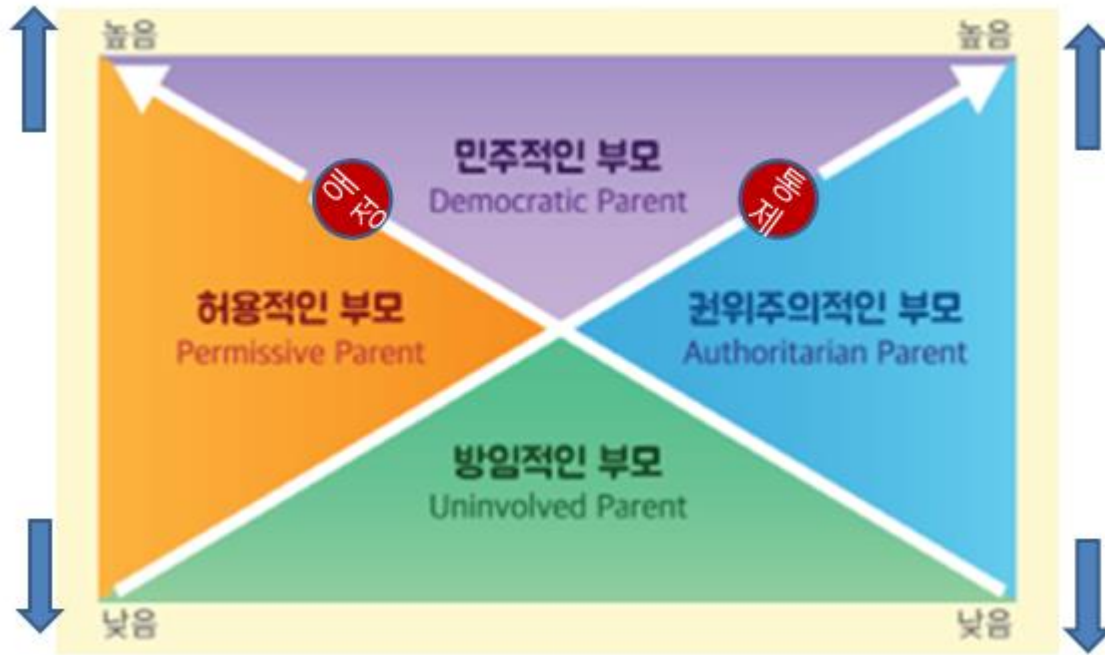 높음
높음
민주적인 부모
Democratic Parent
애정
통제
허용적인 부모
Permissive Parent
권위주의적인 부모
Authoritarian Parent
방임적인 부모
Uninvolved Parent
낮음
낮음